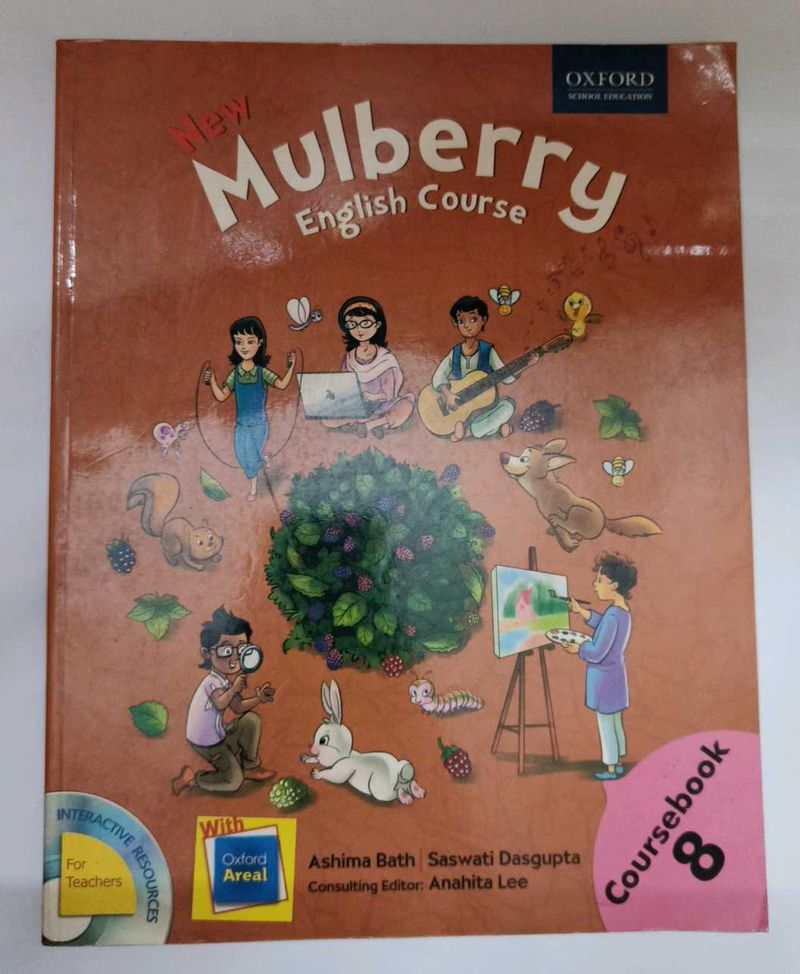 OXFORD
SCHOOL EDUCATION
New
Mulberry
English Course
INTERACTIVE RESOURCES
For
Teachers
With
Oxford
Areal
Ashima Bath | Saswati Dasgupta
Consulting Editor: Anahita Lee
Coursebook
8